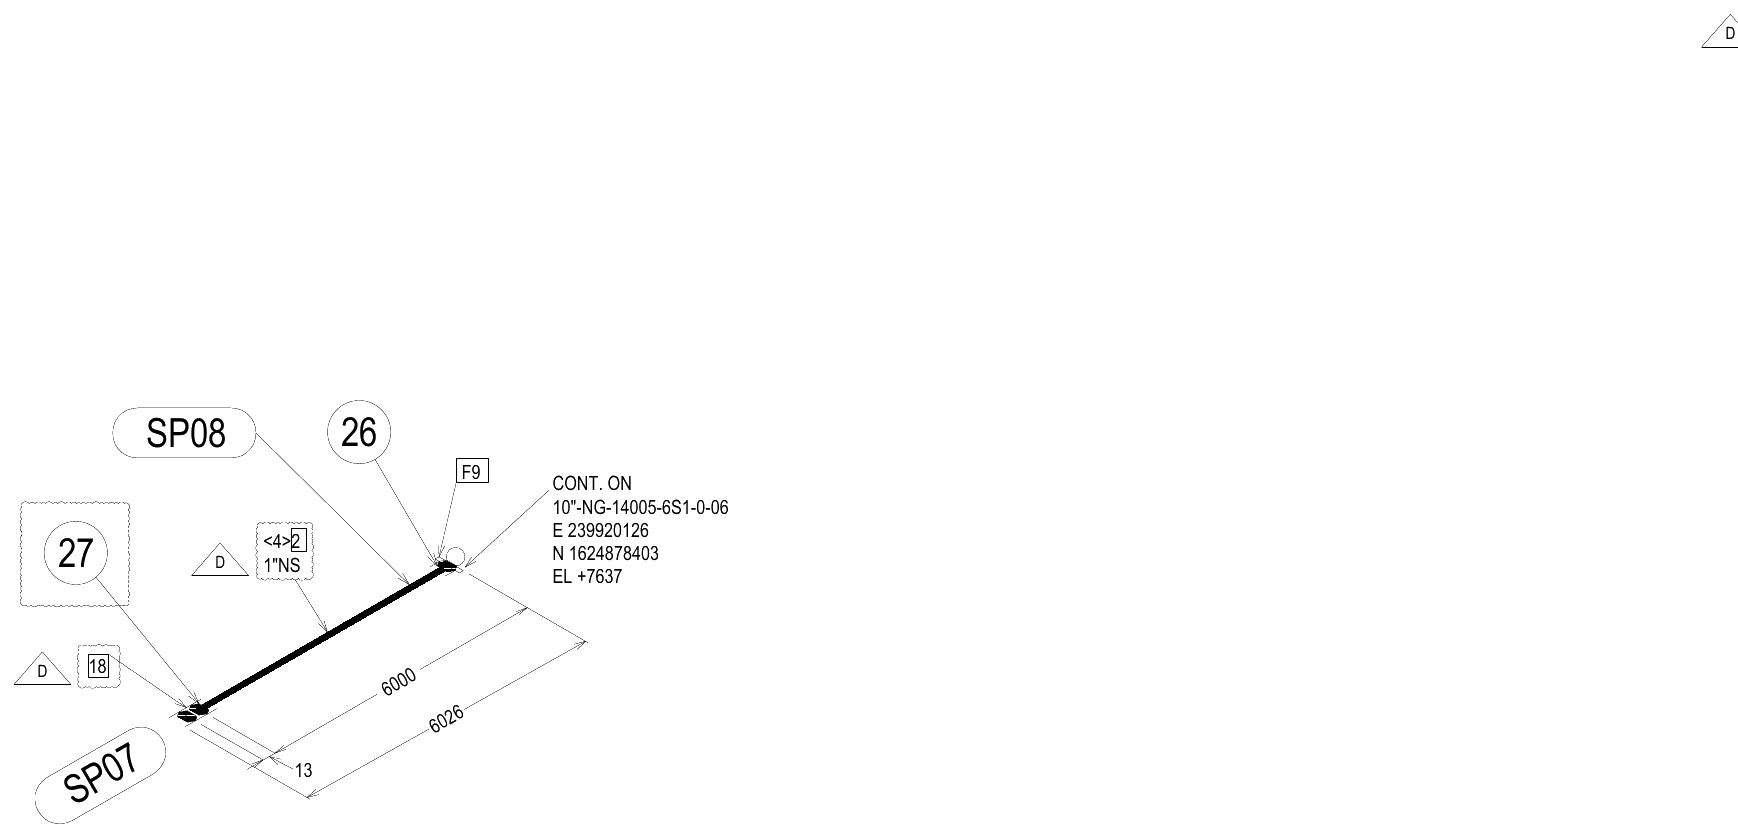 D
SP08
26
F9
CONT. ON
10"-NG-14005-6S1-0-06
E 239920126
N 1624878403
EL +7637
27
D
<4>2
1"NS
D
18
6000
6026
13
SP07